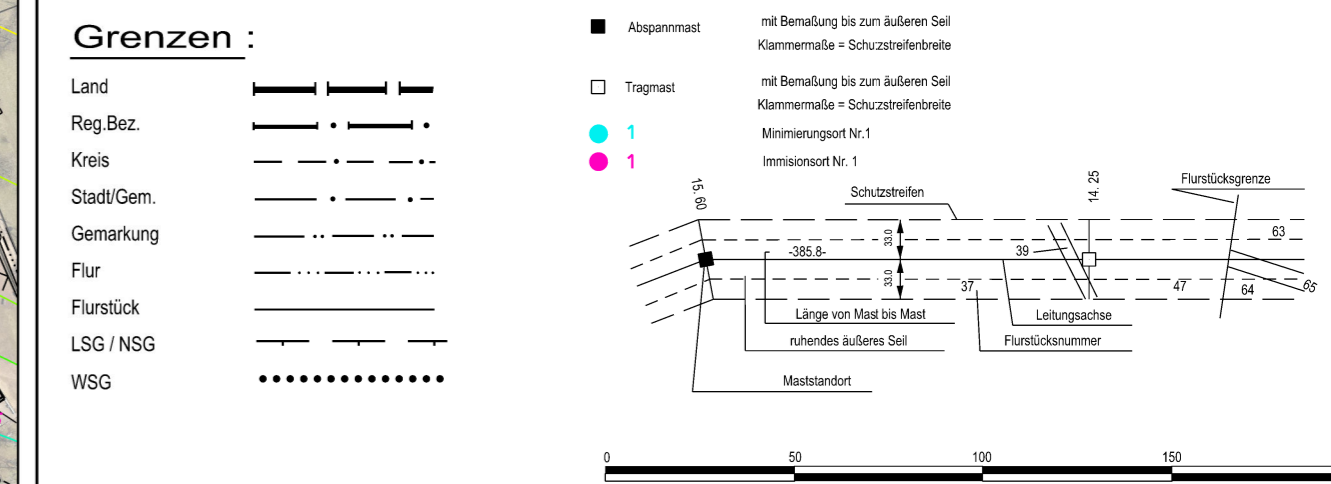 Grenzen :
Land
Reg.Bez.
Kreis
Stadt/Gem.
Gemarkung
Flur
Flurstück
LSG / NSG
WSG
Abspannmast
mit Bemaßung bis zum äußeren Seil
Klammermaße = Schutzstreifenbreite
Tragmast
mit Bemaßung bis zum äußeren Seil
Klammermaße = Schutzstreifenbreite
1
Minimierungsort Nr.1
1
Immisionsort Nr. 1
15. 60
Schutzstreifen
14. 25
Flurstücksgrenze
33.0
63
-385.8-
39
33.0
37
47
64
65
Länge von Mast bis Mast
Leitungsachse
ruhendes äußeres Seil
Flurstücksnummer
Maststandort
0
50
100
150